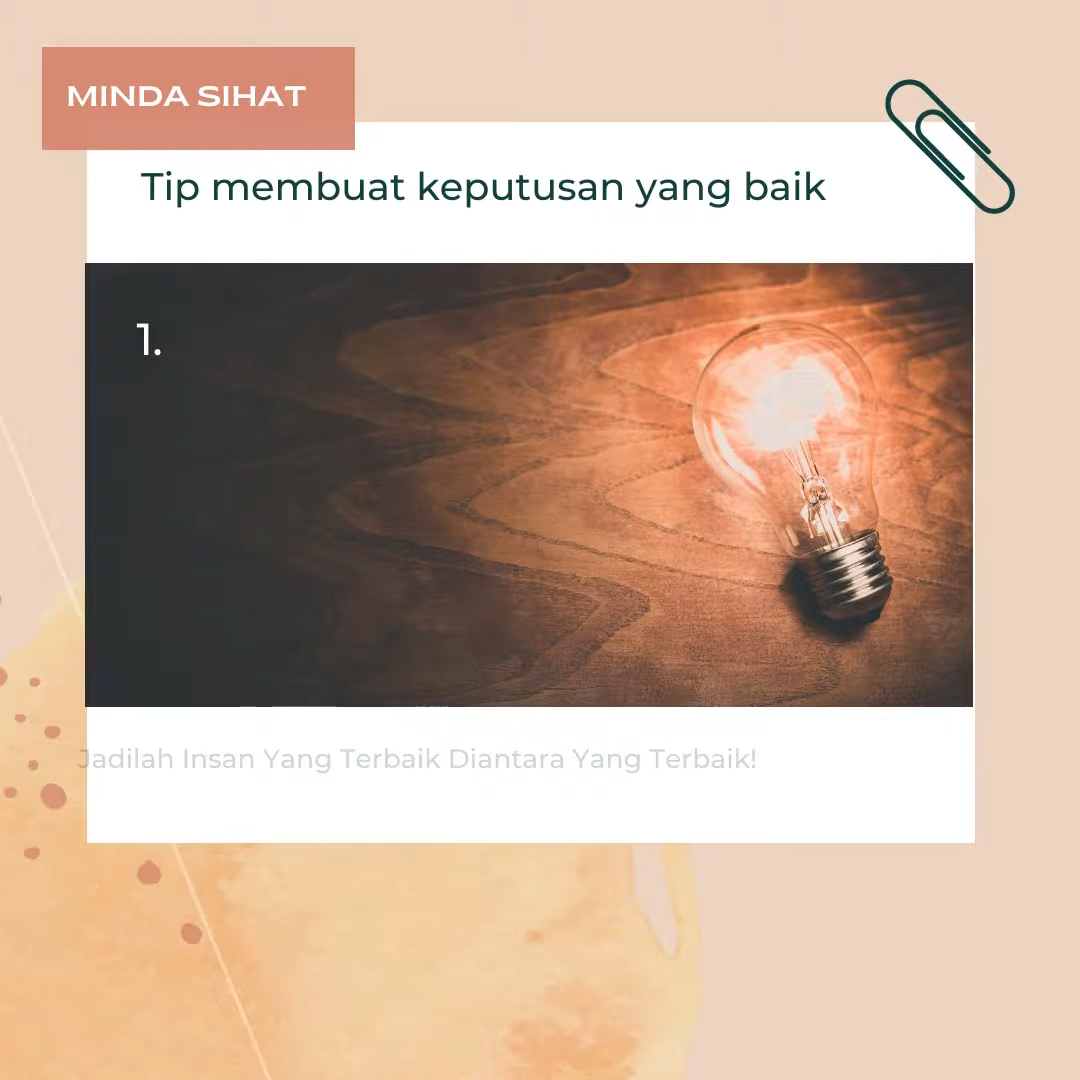 MINDA SIHAT
Tip membuat keputusan yang baik
1.
Jadilah Insan Yang Terbaik Diantara Yang Terbaik!